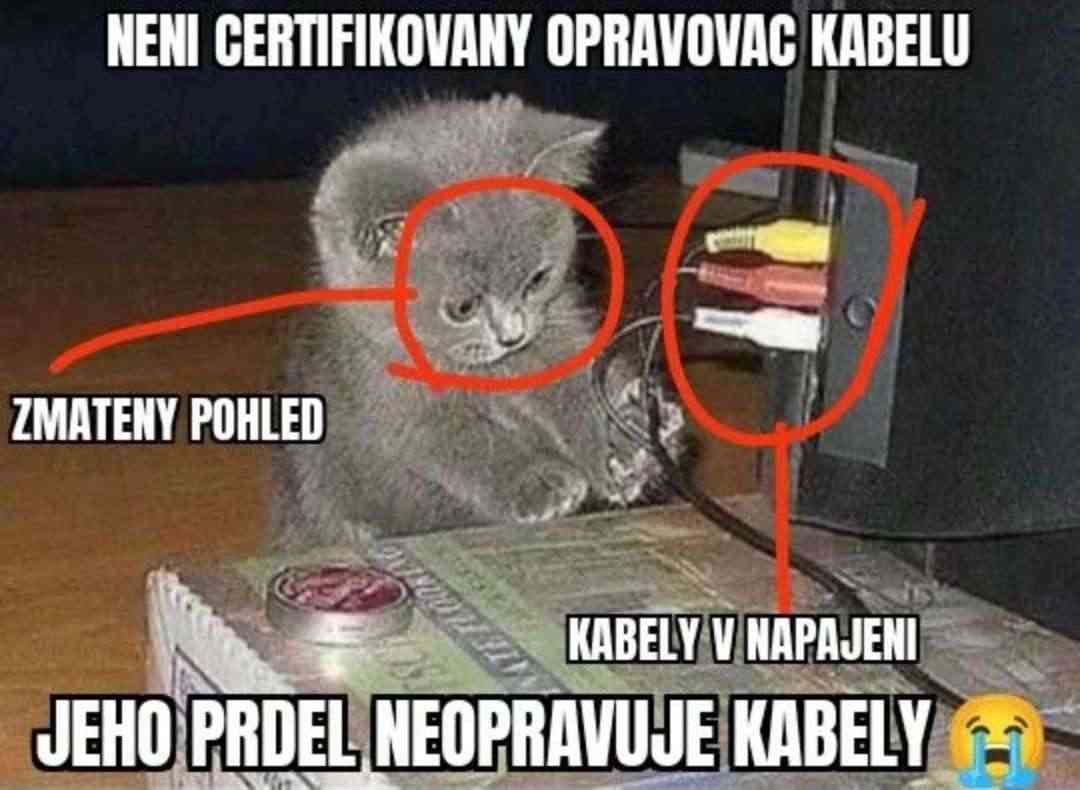 NENI CERTIFIKOVANY OPRAVOVAC KABELU
ZMATENY POHLED
KABELY V NAPAJENI
JEHO PRDEL NEOPRAVUJE KABELY 😭